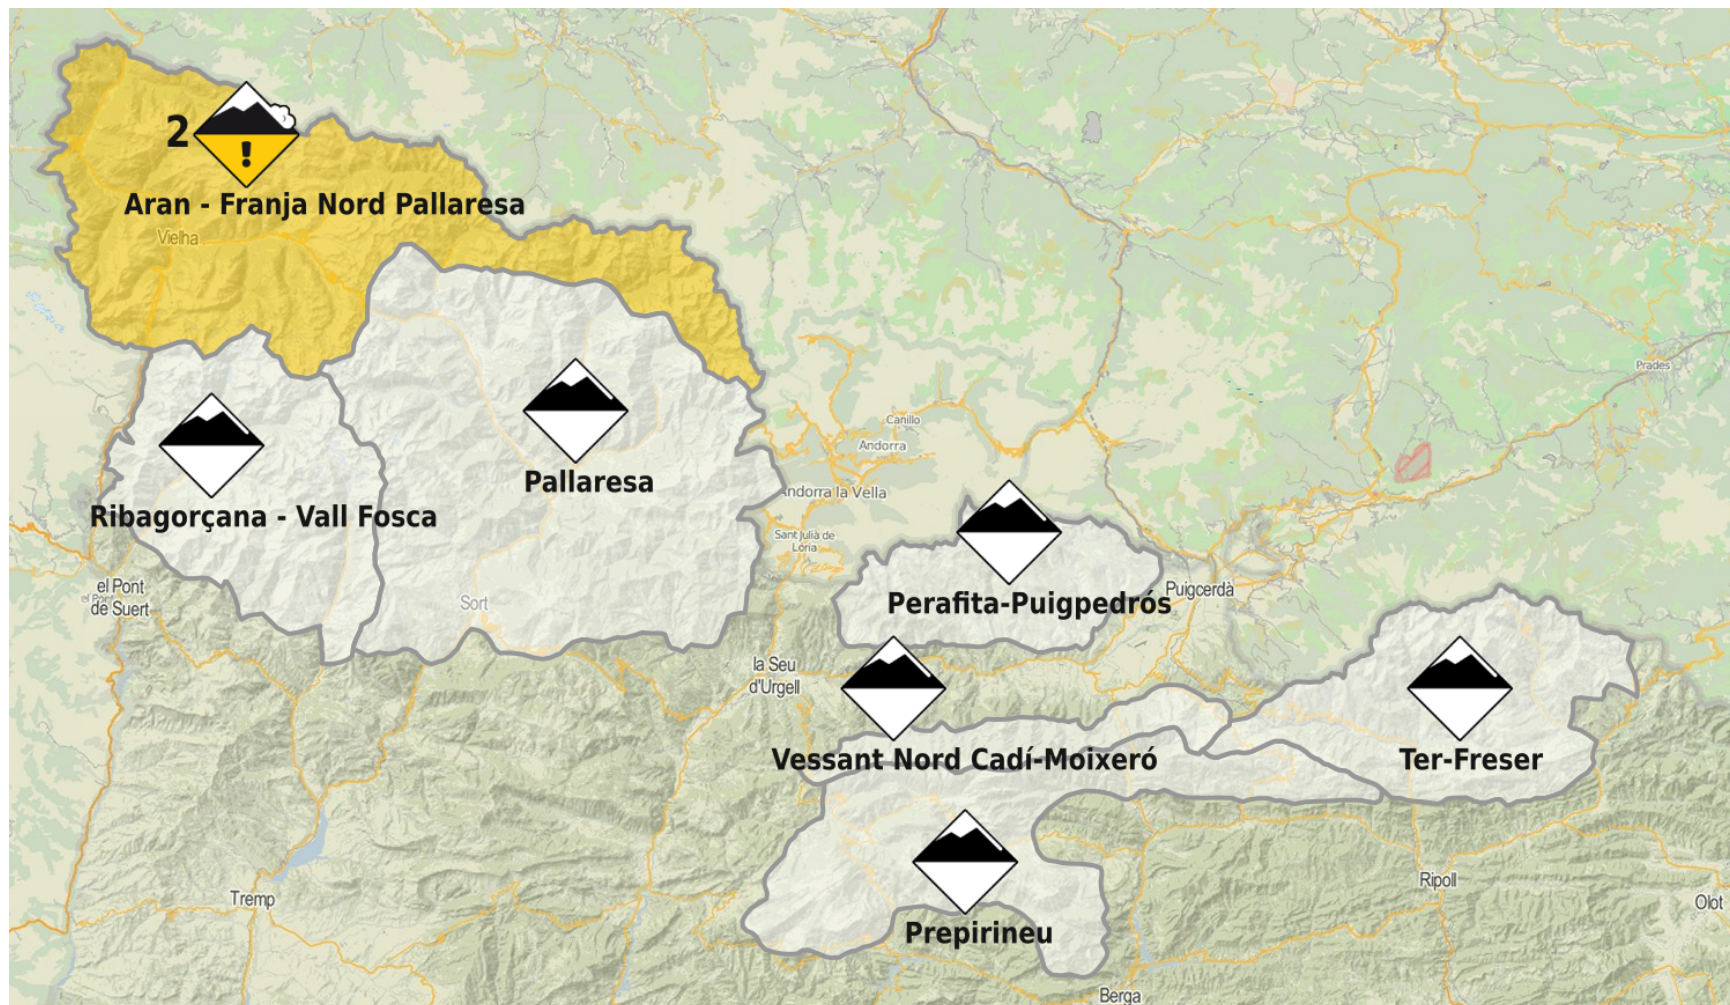 2
!
Aran - Franja Nord Pallaresa
Vielha
Prades
Canillo
Andorra
Pallaresa
Andorra la Vella
Ribagorçana - Vall Fosca
Sant Julià de
Lòria
el Pont
de Suert
Puigcerdà
Perafita-Puigpedrós
Sort
la Seu
d'Urgell
Vessant Nord Cadí-Moixeró
Ter-Freser
Ripoll
Tremp
Olot
Prepirineu
Berga